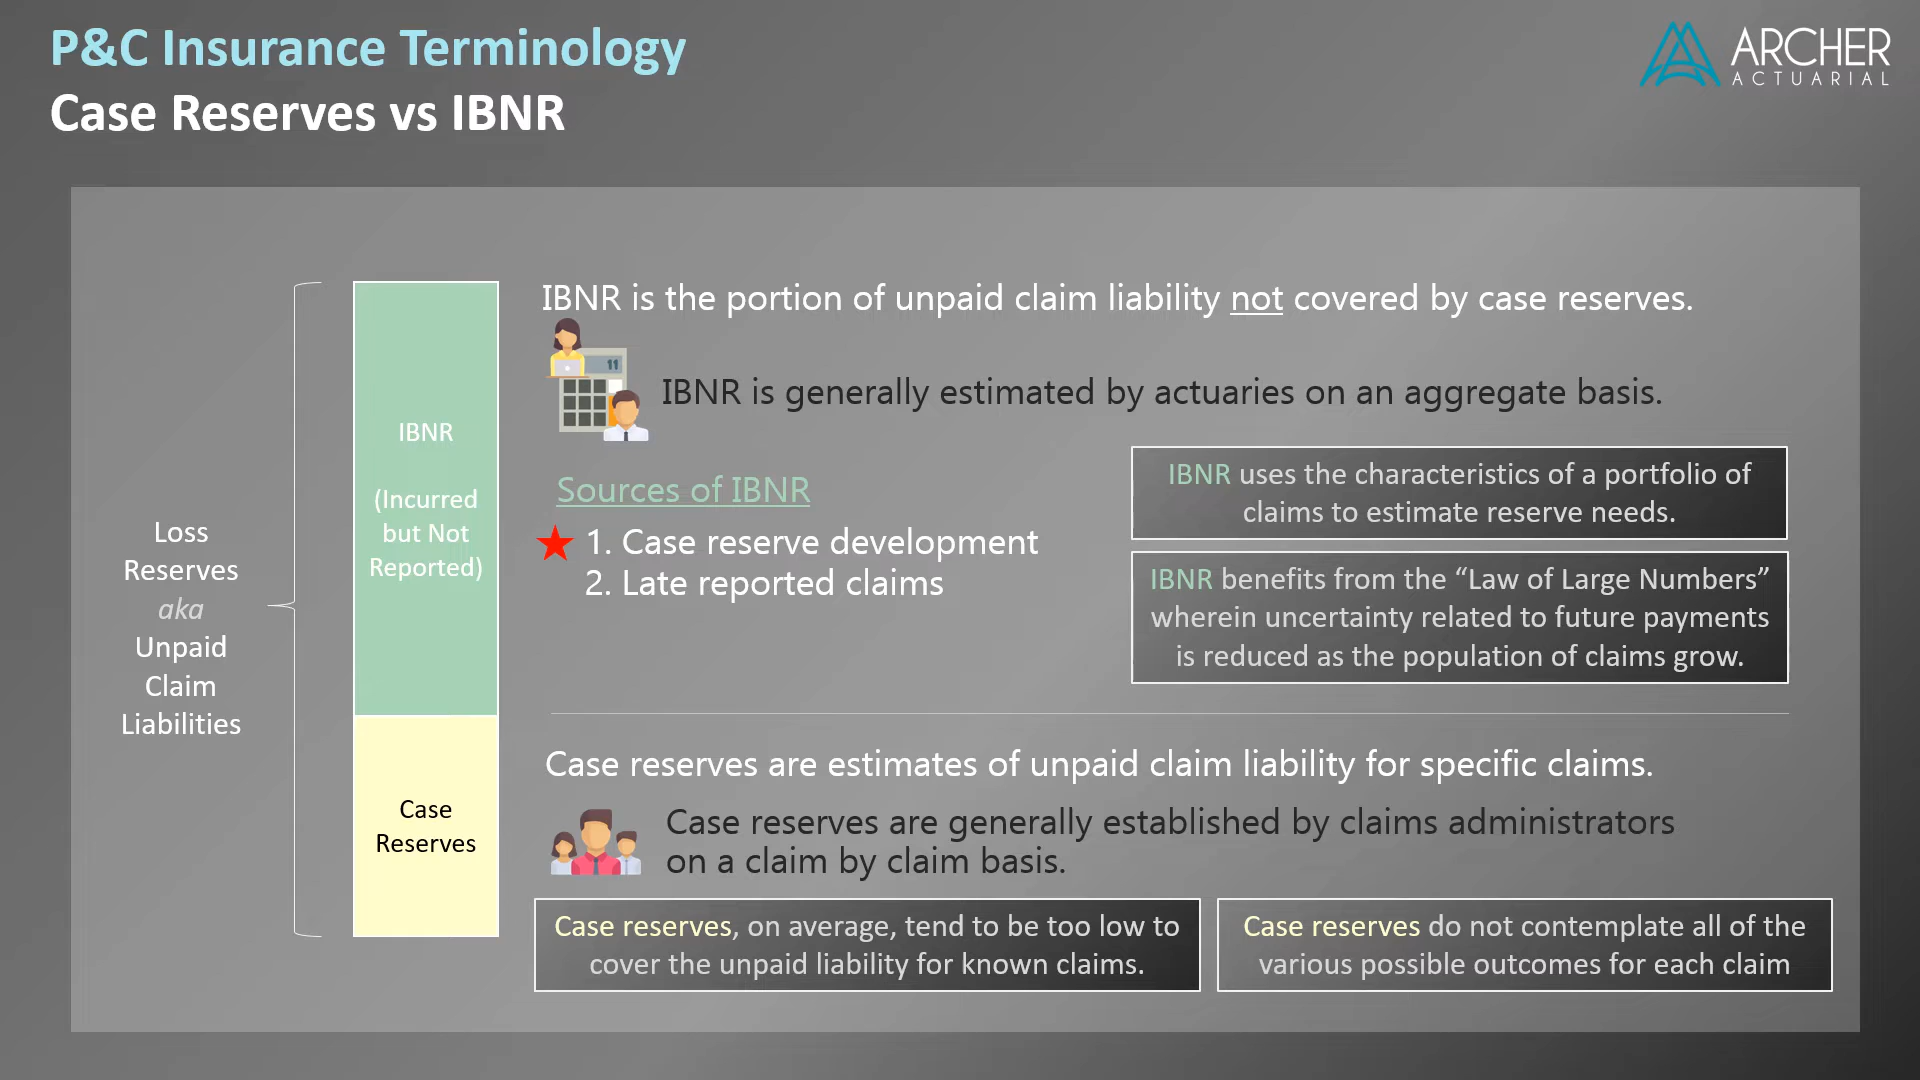 P&C Insurance Terminology
Case Reserves vs IBNR
ARCHER
ACTUARIAL
Loss
Reserves
aka
Unpaid
Claim
Liabilities
IBNR
(Incurred
but Not
Reported)
Case
Reserves
IBNR is the portion of unpaid claim liability not covered by case reserves.
11
IBNR is generally estimated by actuaries on an aggregate basis.
Sources of IBNR
1. Case reserve development
2. Late reported claims
IBNR uses the characteristics of a portfolio of
claims to estimate reserve needs.
IBNR benefits from the “Law of Large Numbers”
wherein uncertainty related to future payments
is reduced as the population of claims grow.
Case reserves are estimates of unpaid claim liability for specific claims.
Case reserves are generally established by claims administrators
on a claim by claim basis.
Case reserves, on average, tend to be too low to
cover the unpaid liability for known claims.
Case reserves do not contemplate all of the
various possible outcomes for each claim